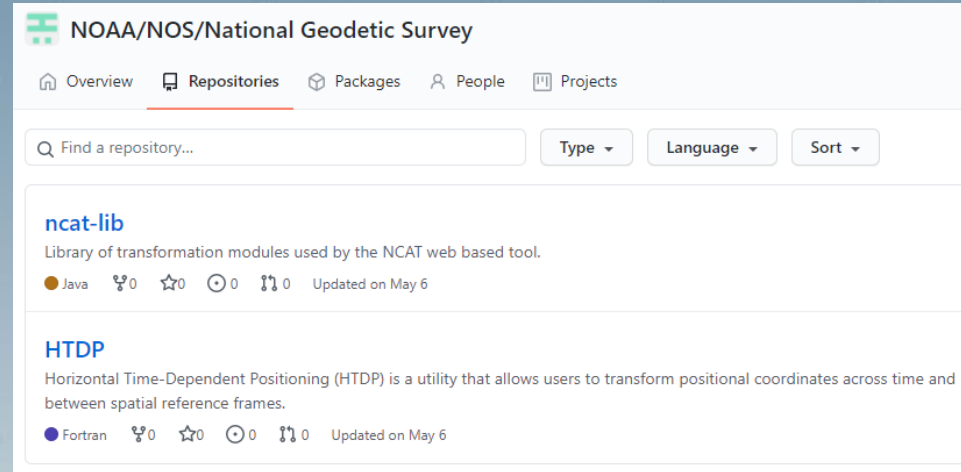 NOAA/NOS/National Geodetic Survey
Overview Repositories Packages People Projects
Find a repository... Type Language Sort
ncat-lib
Library of transformation modules used by the NCAT web based tool.
Java 0 0 0 0 Updated on May 6
HTDP
Horizontal Time-Dependent Positioning (HTDP) is a utility that allows users to transform positional coordinates across time and
between spatial reference frames.
Fortran 0 0 0 0 Updated on May 6